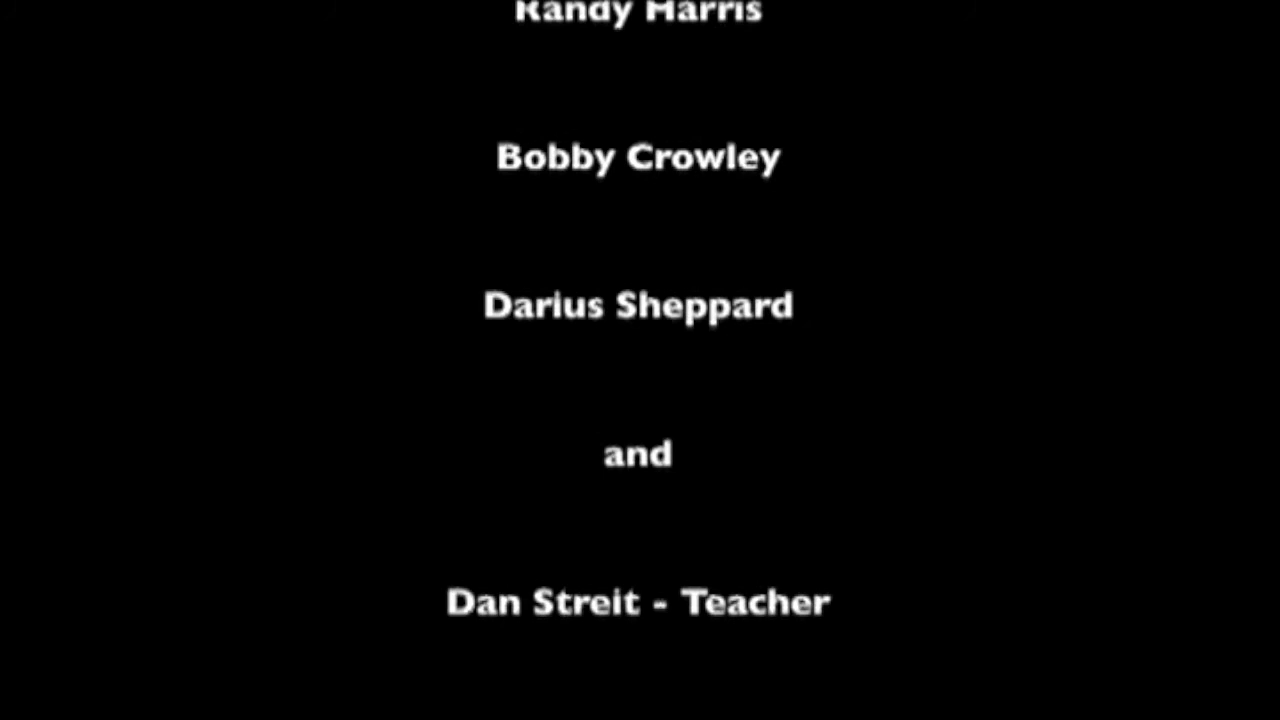 Randy Harris
Bobby Crowley
Darius Sheppard
and
Dan Streit - Teacher